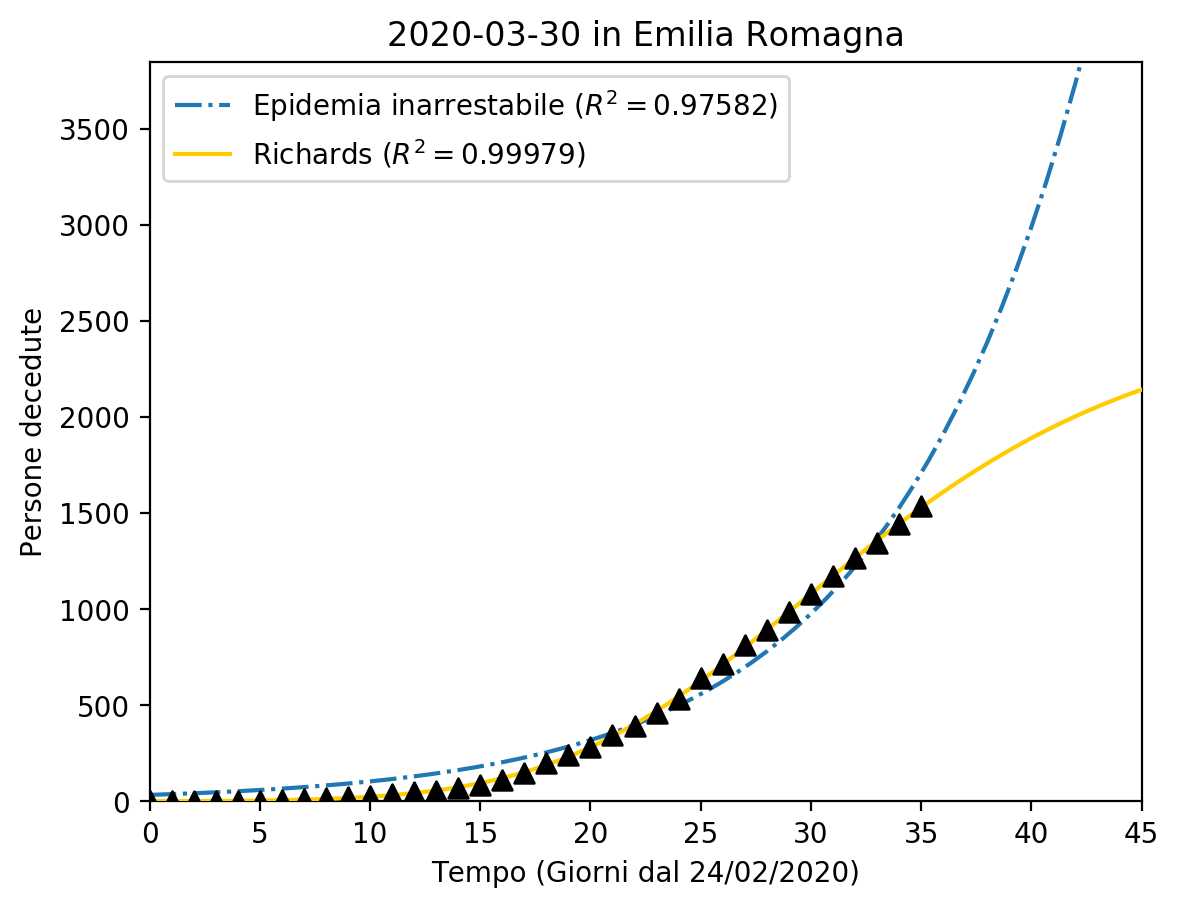 2020-03-30 in Emilia Romagna
Epidemia inarrestabile (R² = 0.97582)
Richards (R² = 0.99979)
Persone decedute
3500
3000
2500
2000
1500
1000
500
0
0 5 10 15 20 25 30 35 40 45
Tempo (Giorni dal 24/02/2020)